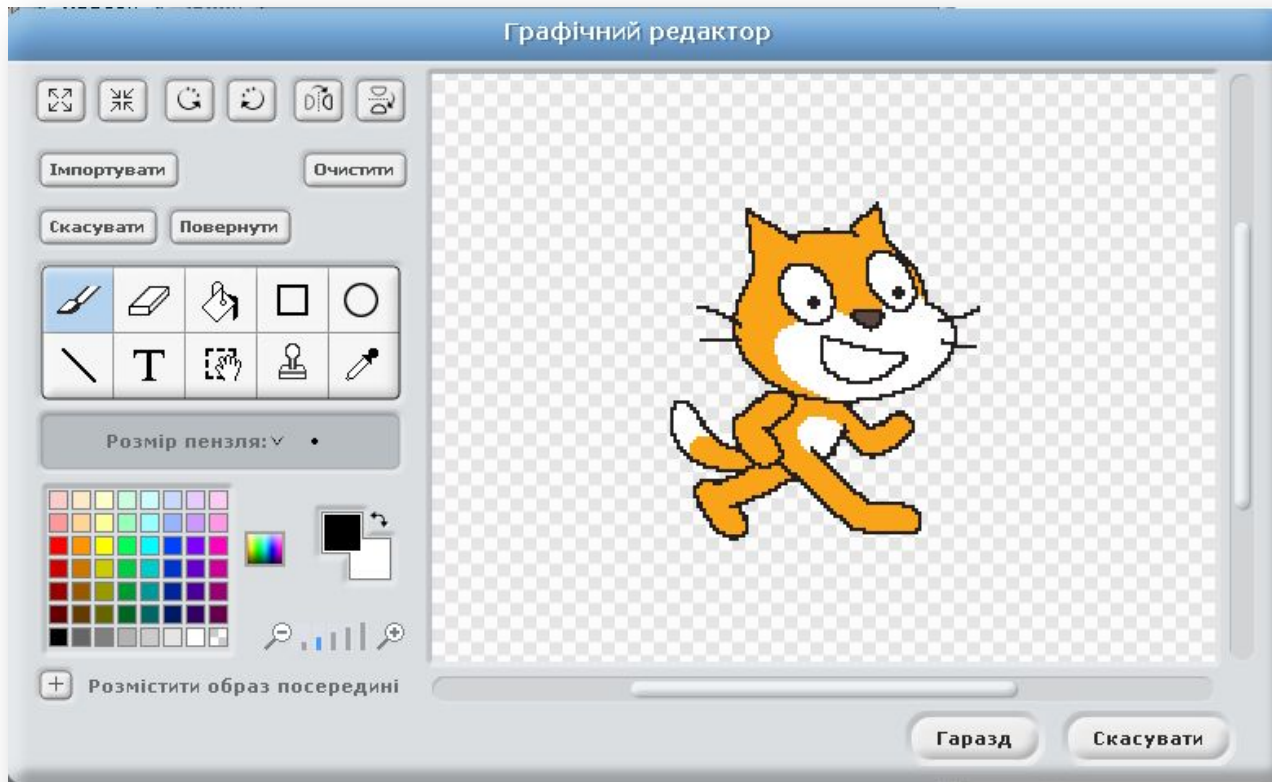 Графічний редактор
Імпортувати
Очистити
Скасувати
Повернути
T
Розмір пензля:
Розмістити образ посередині
Гаразд
Скасувати